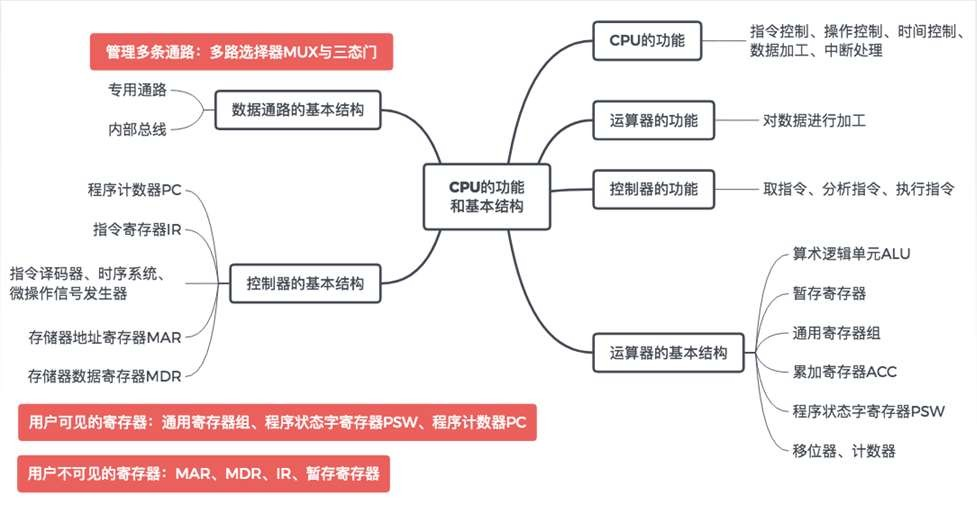 管理多条通路：多路选择器MUX与三态门
专用通路
内部总线
数据通路的基本结构
程序计数器PC
指令寄存器IR
指令译码器、时序系统、
微操作信号发生器
存储器地址寄存器MAR
存储器数据寄存器MDR
控制器的基本结构
用户可见的寄存器：通用寄存器组、程序状态字寄存器PSW、程序计数器PC
用户不可见的寄存器：MAR、MDR、IR、暂存寄存器
CPU的功能
和基本结构
CPU的功能
指令控制、操作控制、时间控制、
数据加工、中断处理
运算器的功能
对数据进行加工
控制器的功能
取指令、分析指令、执行指令
运算器的基本结构
算术逻辑单元ALU
暂存寄存器
通用寄存器组
累加寄存器ACC
程序状态字寄存器PSW
移位器、计数器